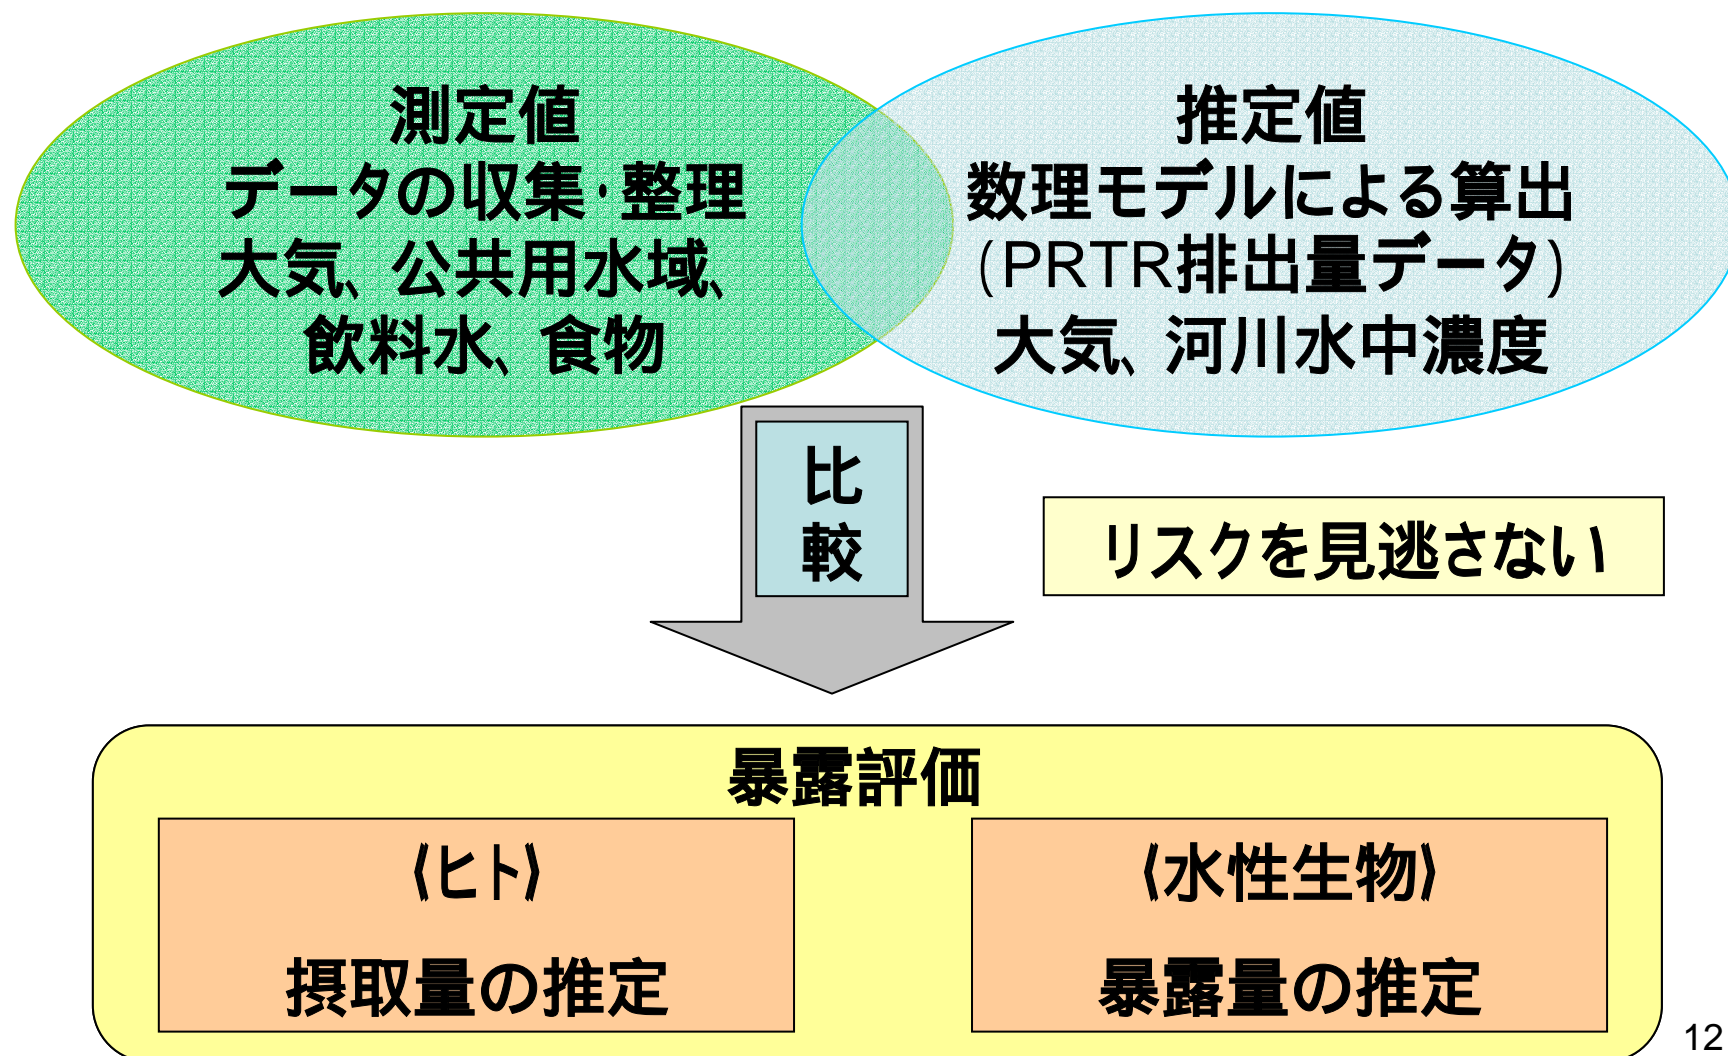 測定値
データの収集・整理
大気、公共用水域、
飲料水、食物
推定値
数理モデルによる算出
(PRTR排出量データ)
大気、河川水中濃度
比
較
リスクを見逃さない
暴露評価
《ヒト》
摂取量の推定
《水性生物》
暴露量の推定
12